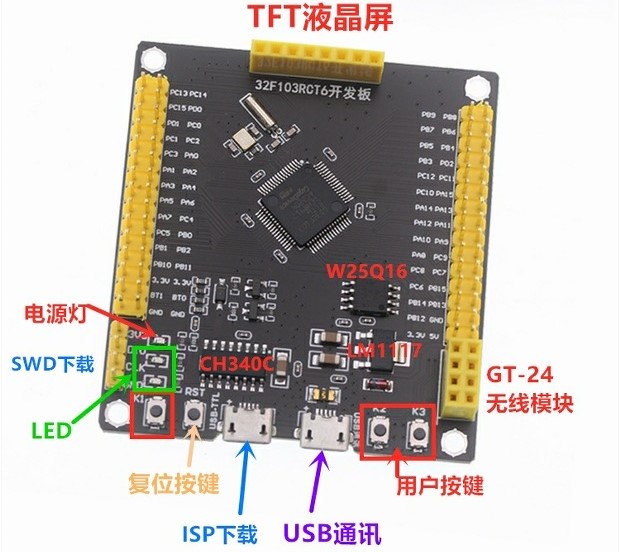 TFT液晶屏
32F103RCT6开发板
PC13 PC14
PC15 PD0
PD1 PC0
PC1 PC2
PC3 PA0
PA1 PA2
PA3 PA4
PA5 PA6
PA7 PC4
PC5 PB0
PB1 PB2
PB10 PB11
3.3V 3.3V
BT1 BT0
GND GND
PB9 PB8
PB7 PB6
PB5 PB4
PB3 PD2
PC12 PC11
PC10 PA15
PA14 PA13
PA12 PA11
PA10 PA9
PA8 PC9
PC8 PC7
PC6 PB15
PB14 PB13
PB12 GND
3.3V 5V
W25Q16
LM1117
CH340C
电源灯
SWD下载
LED
3V3
CLK
K1
RST
USB-TTL
K3
GT-24
无线模块
复位按键
ISP下载
USB通讯
用户按键